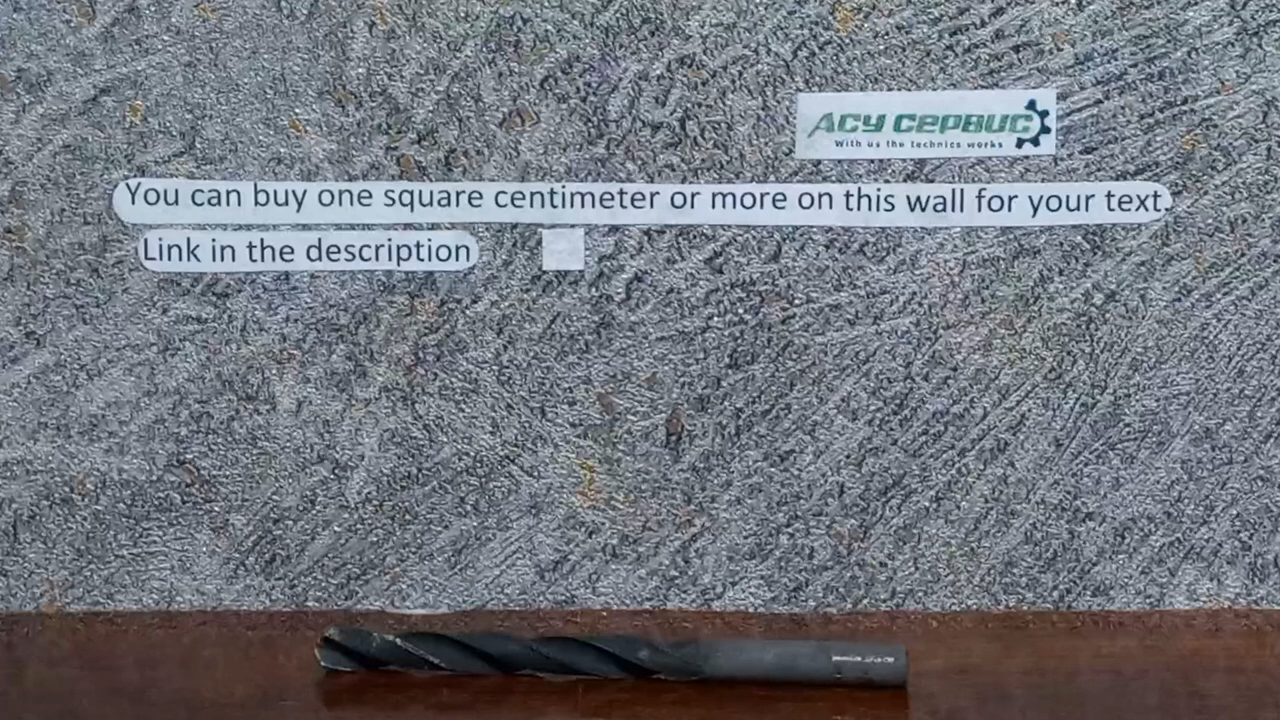 АСУ СЕРВИС
With us the technics works
You can buy one square centimeter or more on this wall for your text.
Link in the description